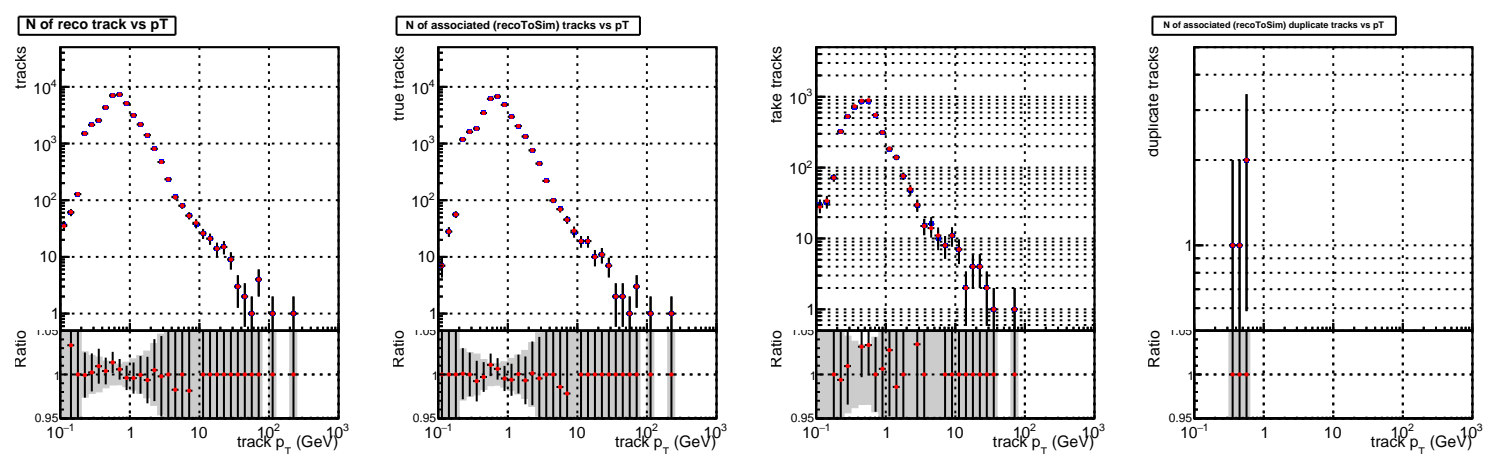 N of reco track vs pT
tracks
10⁴
10³
10²
10
1
Ratio
1.05
1
0.95
10⁻¹ 1 10 10² 10³
track p_T (GeV)
N of associated (recoToSim) tracks vs pT
true tracks
10⁴
10³
10²
10
1
Ratio
1.05
1
0.95
10⁻¹ 1 10 10² 10³
track p_T (GeV)
fake tracks
10³
10²
10
1
Ratio
1.05
1
0.95
10⁻¹ 1 10 10² 10³
track p_T (GeV)
N of associated (recoToSim) duplicate tracks vs pT
duplicate tracks
1
Ratio
1.05
1
0.95
10⁻¹ 1 10 10² 10³
track p_T (GeV)